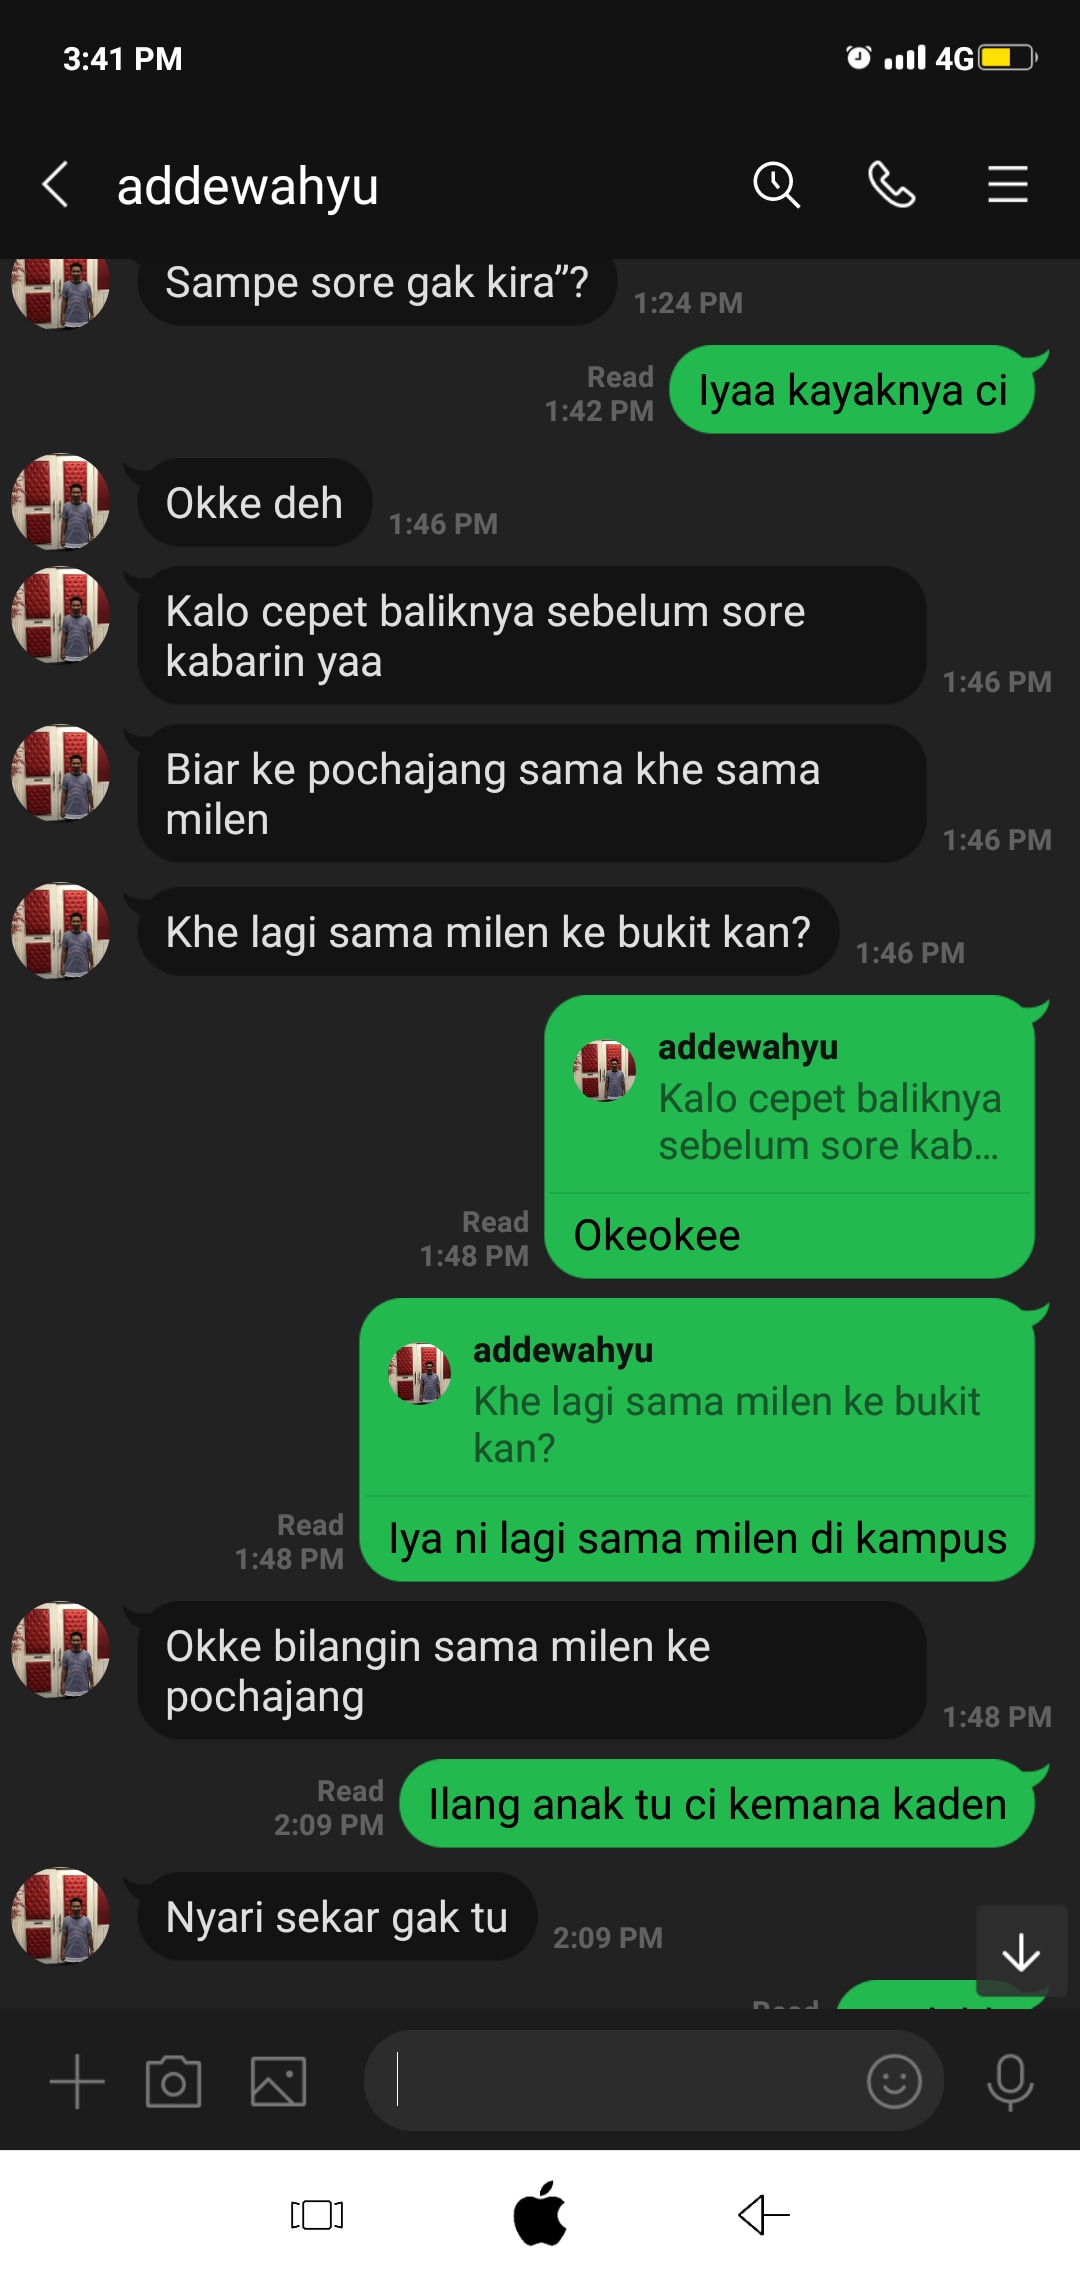 3:41 PM
4G
addewahyu
Sampe sore gak kira”?
1:24 PM
Read
1:42 PM
Iyaa kayaknya ci
Okke deh
1:46 PM
Kalo cepet baliknya sebelum sore
kabarin yaa
1:46 PM
Biar ke pochajang sama khe sama
milen
1:46 PM
Khe lagi sama milen ke bukit kan?
1:46 PM
addewahyu
Kalo cepet baliknya
sebelum sore kab...
Read
1:48 PM
Okeokee
addewahyu
Khe lagi sama milen ke bukit
kan?
Read
1:48 PM
Iya ni lagi sama milen di kampus
Okke bilangin sama milen ke
pochajang
1:48 PM
Read
2:09 PM
Ilang anak tu ci kemana kaden
Nyari sekar gak tu
2:09 PM
Read